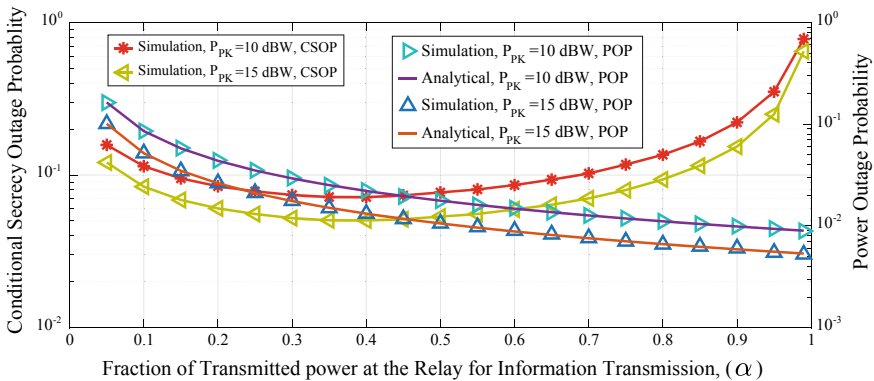 Conditional Secrecy Outage Probablity
10^0
10^-1
10^-2
Simulation, P_PK=10 dBW, CSOP
Simulation, P_PK=15 dBW, CSOP
Simulation, P_PK=10 dBW, POP
Analytical, P_PK=10 dBW, POP
Simulation, P_PK=15 dBW, POP
Analytical, P_PK=15 dBW, POP
10^0
10^-1
10^-2
10^-3
Power Outage Probability
0 0.1 0.2 0.3 0.4 0.5 0.6 0.7 0.8 0.9 1
Fraction of Transmitted power at the Relay for Information Transmission, (α)